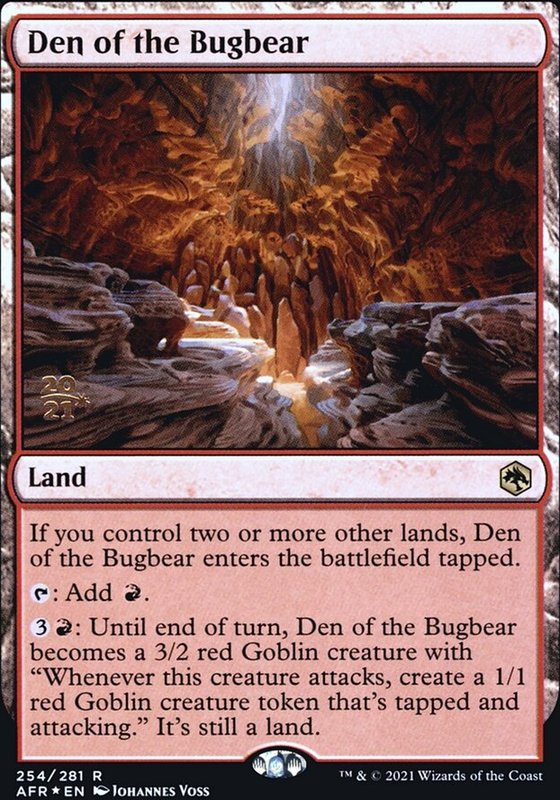 Den of the Bugbear
20
21
Land
If you control two or more other lands, Den
of the Bugbear enters the battlefield tapped.
: Add .
3 : Until end of turn, Den of the Bugbear
becomes a 3/2 red Goblin creature with
“Whenever this creature attacks, create a 1/1
red Goblin creature token that’s tapped and
attacking.” It’s still a land.
254/281 R
AFR★EN Johannes Voss
™ & © 2021 Wizards of the Coast